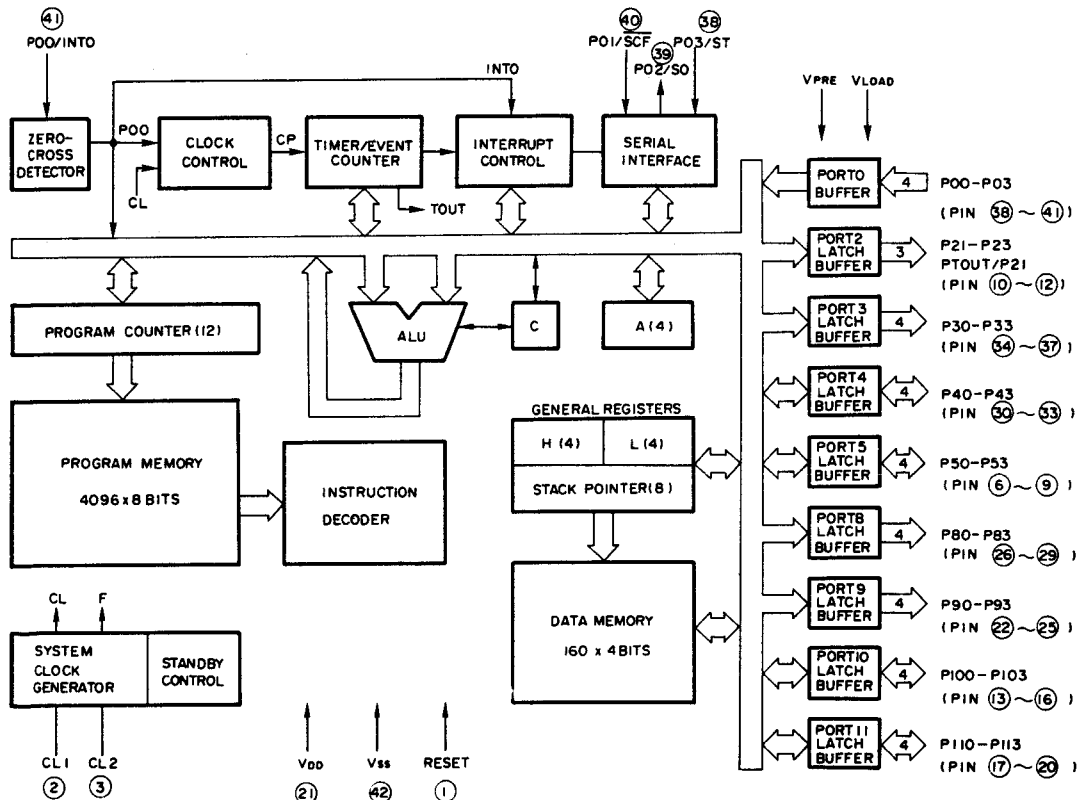 41
P00/INT0
40
P01/SCF
39
P02/SO
38
P03/ST
INT0
VPRE VLOAD
ZERO-
CROSS
DETECTOR
P00
CL
CLOCK
CONTROL
CP
TIMER/EVENT
COUNTER
TOUT
INTERRUPT
CONTROL
SERIAL
INTERFACE
PORT0
BUFFER
4
P00-P03
(PIN 38~41)
PORT2
LATCH
BUFFER
3
P21-P23
PTOUT/P21
(PIN 10~12)
PROGRAM COUNTER(12)
ALU
C
A(4)
PORT3
LATCH
BUFFER
4
P30-P33
(PIN 34~37)
PORT4
LATCH
BUFFER
4
P40-P43
(PIN 30~33)
PROGRAM MEMORY
4096x8BITS
INSTRUCTION
DECODER
GENERAL REGISTERS
H(4) L(4)
STACK POINTER(8)
PORT5
LATCH
BUFFER
4
P50-P53
(PIN 6~9)
PORT8
LATCH
BUFFER
4
P80-P83
(PIN 26~29)
DATA MEMORY
160 x 4BITS
PORT9
LATCH
BUFFER
4
P90-P93
(PIN 22~25)
CL F
SYSTEM
CLOCK
GENERATOR
STANDBY
CONTROL
PORT10
LATCH
BUFFER
4
P100-P103
(PIN 13~16)
PORT11
LATCH
BUFFER
4
P110-P113
(PIN 17~20)
CL1 CL2 VDD VSS RESET
2 3 21 42 1